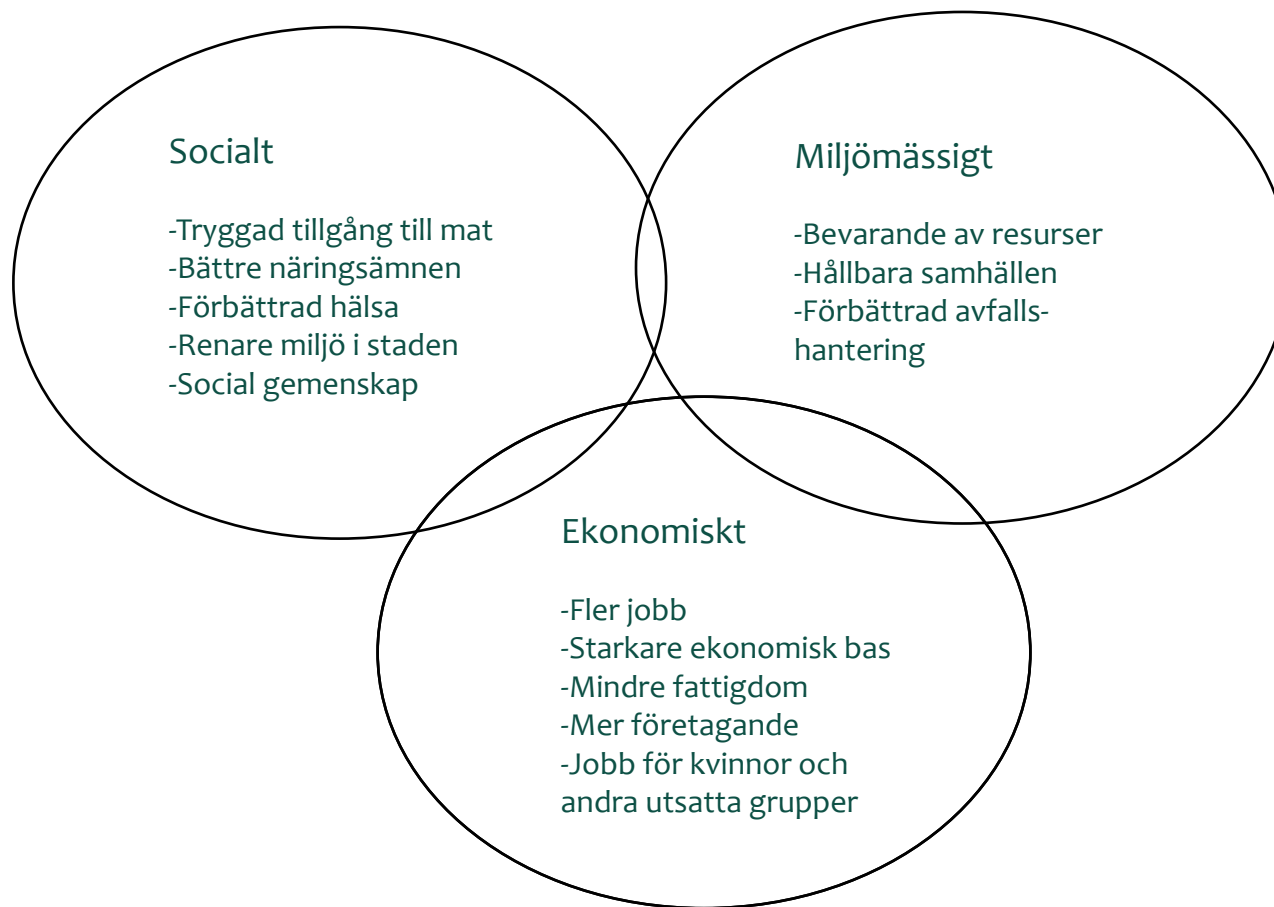 Socialt
-Tryggad tillgång till mat
-Bättre näringsämnen
-Förbättrad hälsa
-Renare miljö i staden
-Social gemenskap
Miljömässigt
-Bevarande av resurser
-Hållbara samhällen
-Förbättrad avfalls-
hantering
Ekonomiskt
-Fler jobb
-Starkare ekonomisk bas
-Mindre fattigdom
-Mer företagande
-Jobb för kvinnor och
andra utsatta grupper